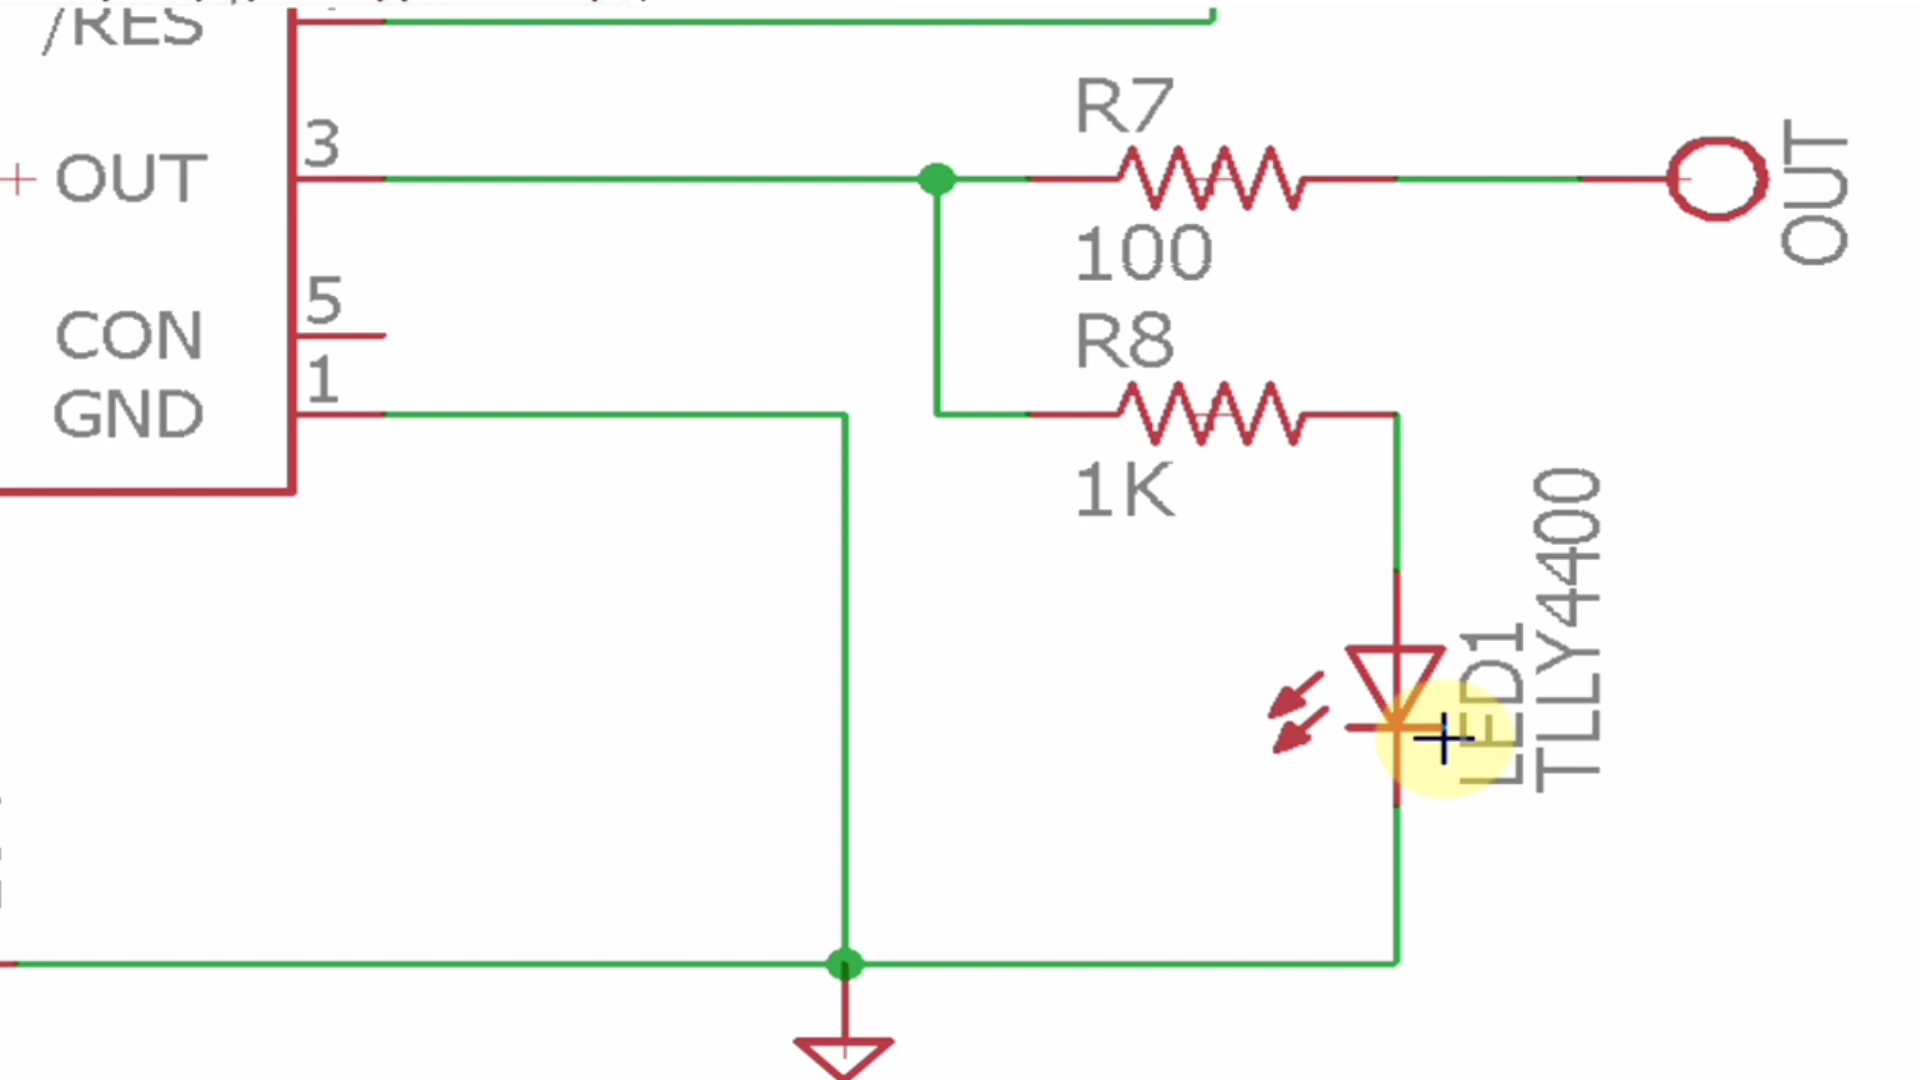 /RES
3
OUT
5
CON
1
GND
R7
100
OUT
R8
1K
LED1
TLLY4400